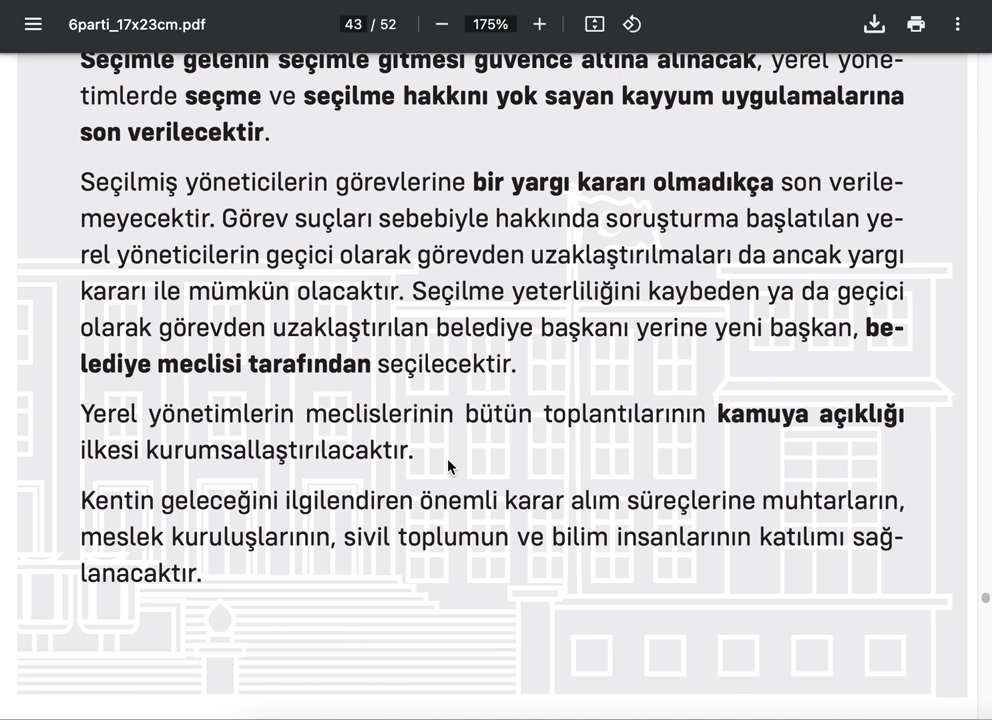 6parti_17x23cm.pdf
43 / 52
175%
Seçimle gelenin seçimle gitmesi güvence altına alınacak, yerel yöne-
timlerde seçme ve seçilme hakkını yok sayan kayyum uygulamalarına
son verilecektir.
Seçilmiş yöneticilerin görevlerine bir yargı kararı olmadıkça son verile-
meyecektir. Görev suçları sebebiyle hakkında soruşturma başlatılan ye-
rel yöneticilerin geçici olarak görevden uzaklaştırılmaları da ancak yargı
kararı ile mümkün olacaktır. Seçilme yeterliliğini kaybeden ya da geçici
olarak görevden uzaklaştırılan belediye başkanı yerine yeni başkan, be-
lediye meclisi tarafından seçilecektir.
Yerel yönetimlerin meclislerinin bütün toplantılarının kamuya açıklığı
ilkesi kurumsallaştırılacaktır.
Kentin geleceğini ilgilendiren önemli karar alım süreçlerine muhtarların,
meslek kuruluşlarının, sivil toplumun ve bilim insanlarının katılımı sağ-
lanacaktır.